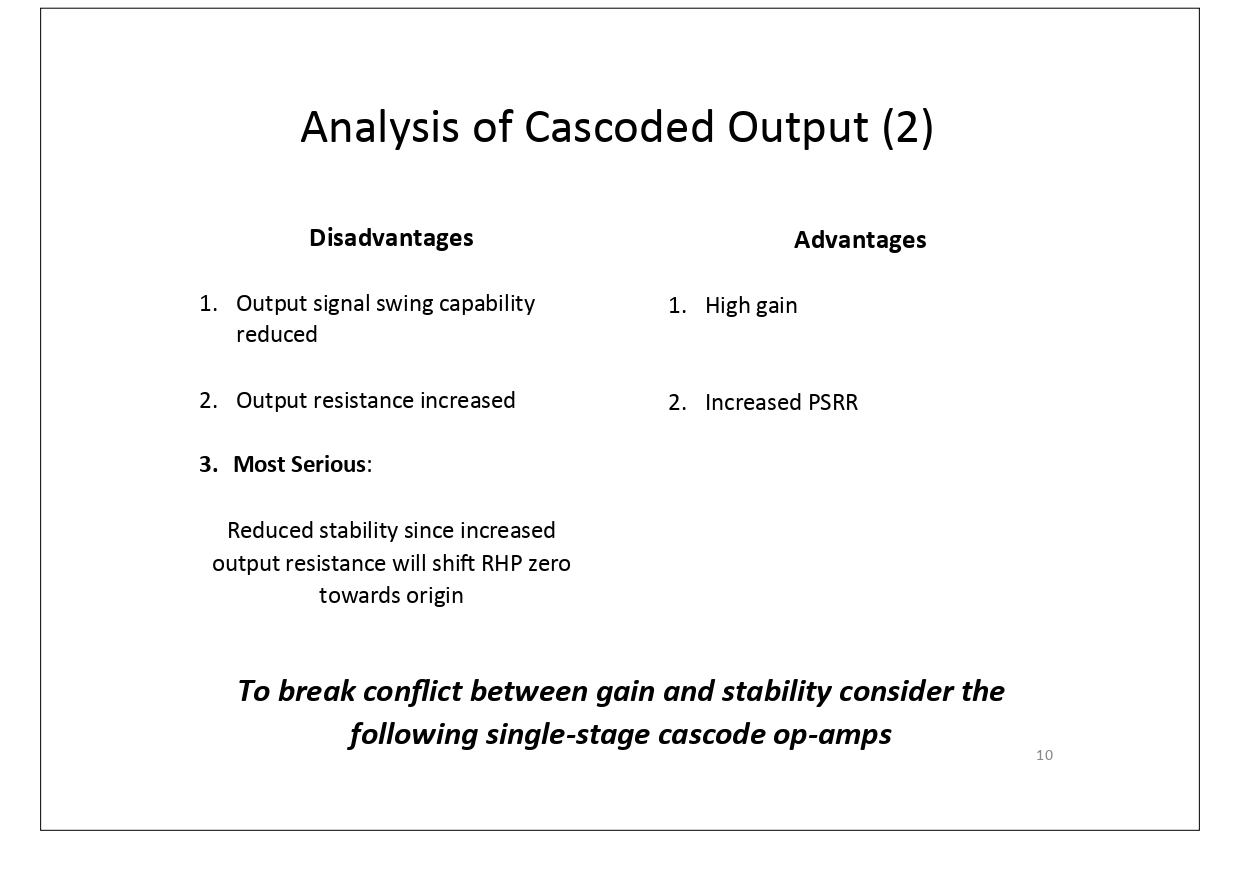 Analysis of Cascoded Output (2)
Disadvantages
1. Output signal swing capability
reduced
2. Output resistance increased
3. Most Serious:
Reduced stability since increased
output resistance will shift RHP zero
towards origin
Advantages
1. High gain
2. Increased PSRR
To break conflict between gain and stability consider the
following single-stage cascode op-amps
10